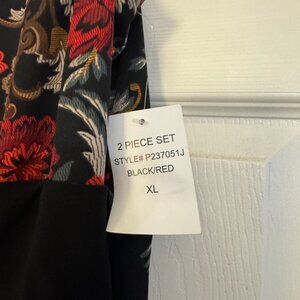 2 PIECE SET
STYLE# P237051J
BLACK/RED
XL